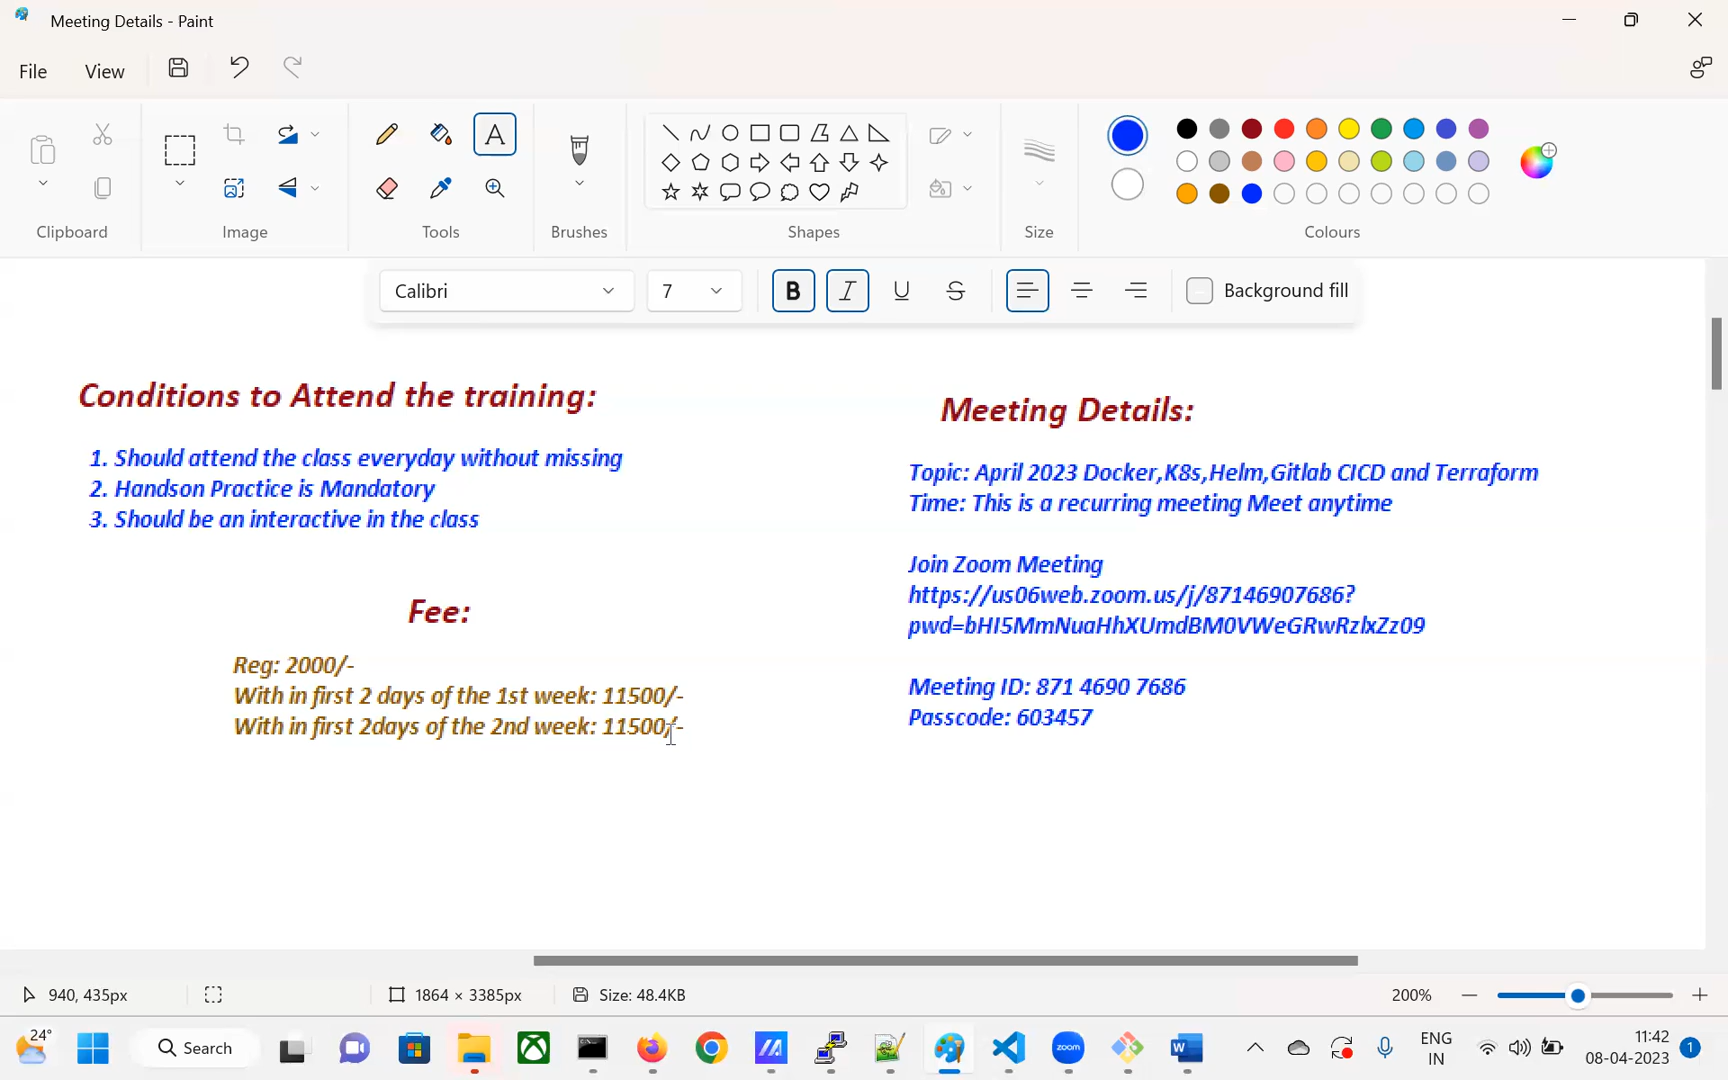 Meeting Details - Paint
File View
Clipboard Image Tools Brushes Shapes Size Colours
Calibri 7 B I U S Background fill
Conditions to Attend the training:
1. Should attend the class everyday without missing
2. Handson Practice is Mandatory
3. Should be an interactive in the class
Fee:
Reg: 2000/-
With in first 2 days of the 1st week: 11500/-
With in first 2days of the 2nd week: 11500/-
Meeting Details:
Topic: April 2023 Docker,K8s,Helm,Gitlab CICD and Terraform
Time: This is a recurring meeting Meet anytime
Join Zoom Meeting
https://us06web.zoom.us/j/87146907686?
pwd=bHI5MmNuaHhXUmdBM0VWeGRwRzlxZz09
Meeting ID: 871 4690 7686
Passcode: 603457
940, 435px 1864 × 3385px Size: 48.4KB 200%
24° Search zoom ENG 11:42 1
IN 08-04-2023